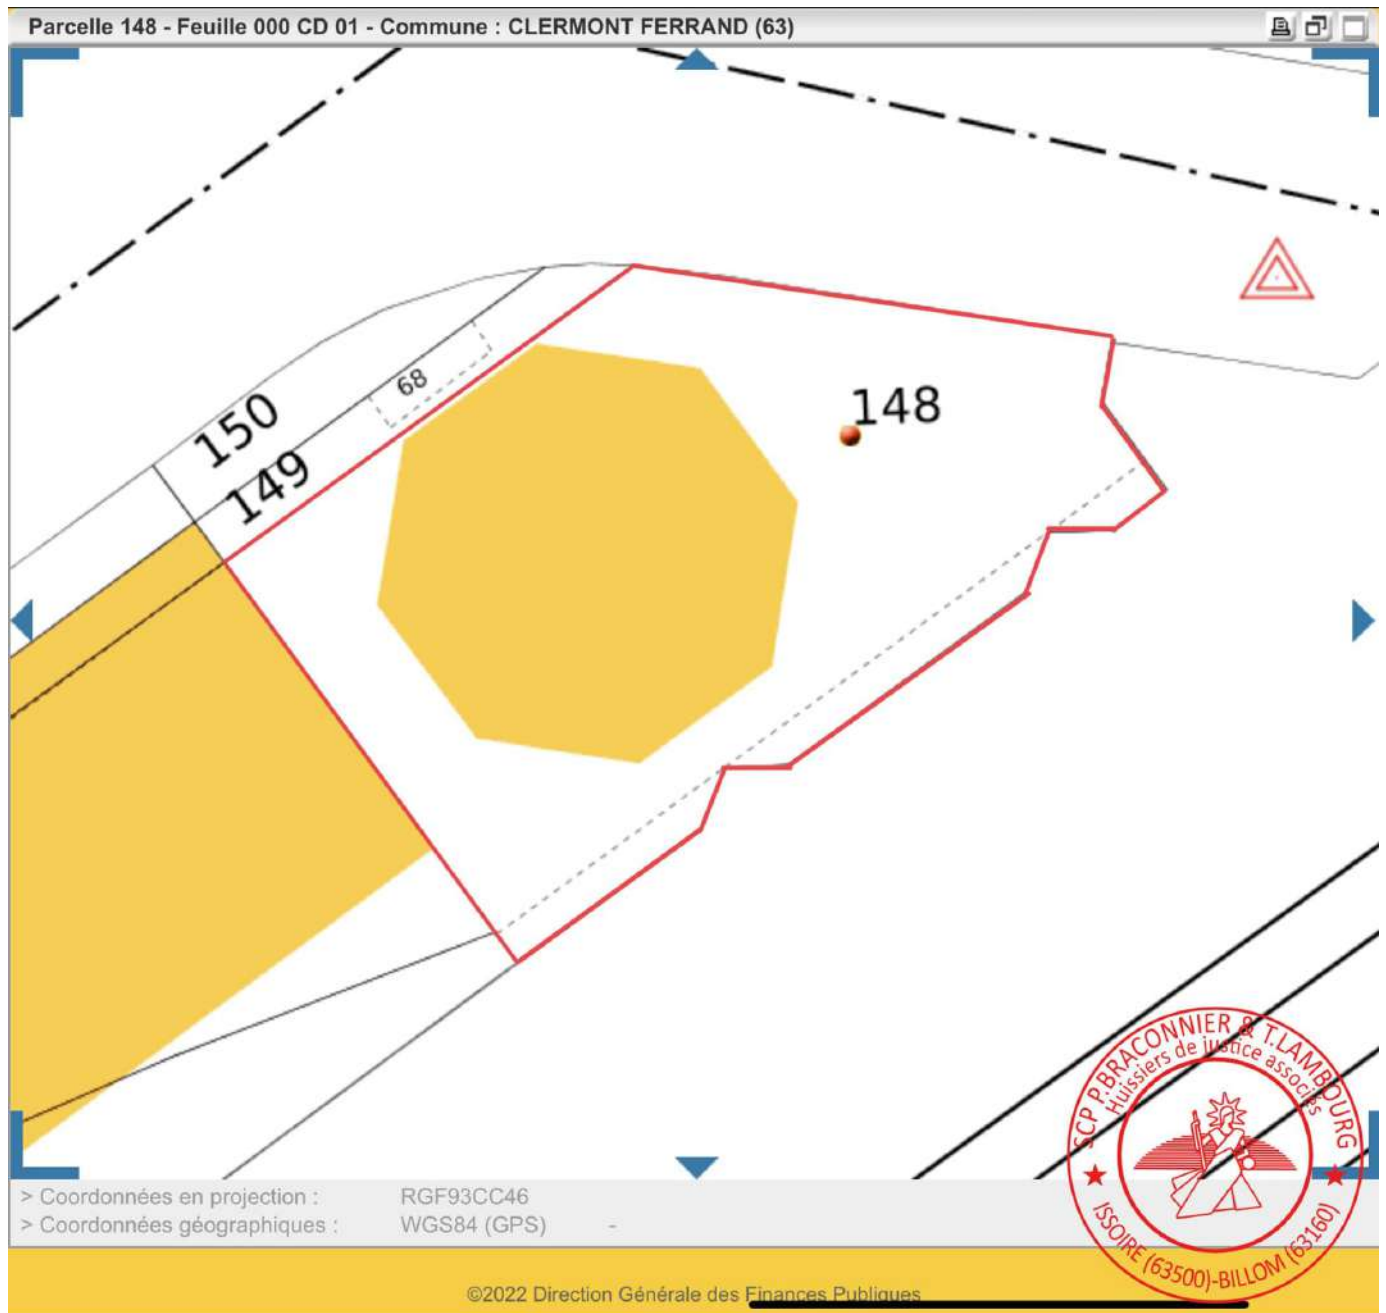 Parcelle 148 - Feuille 000 CD 01 - Commune : CLERMONT FERRAND (63)
68
150
148
149
> Coordonnées en projection : RGF93CC46
> Coordonnées géographiques : WGS84 (GPS) -
SCP P.BRACONNIER & T.LAMBOURG
Huissiers de justice associés
ISSOIRE (63500)-BILLOM (63160)
©2022 Direction Générale des Finances Publiques